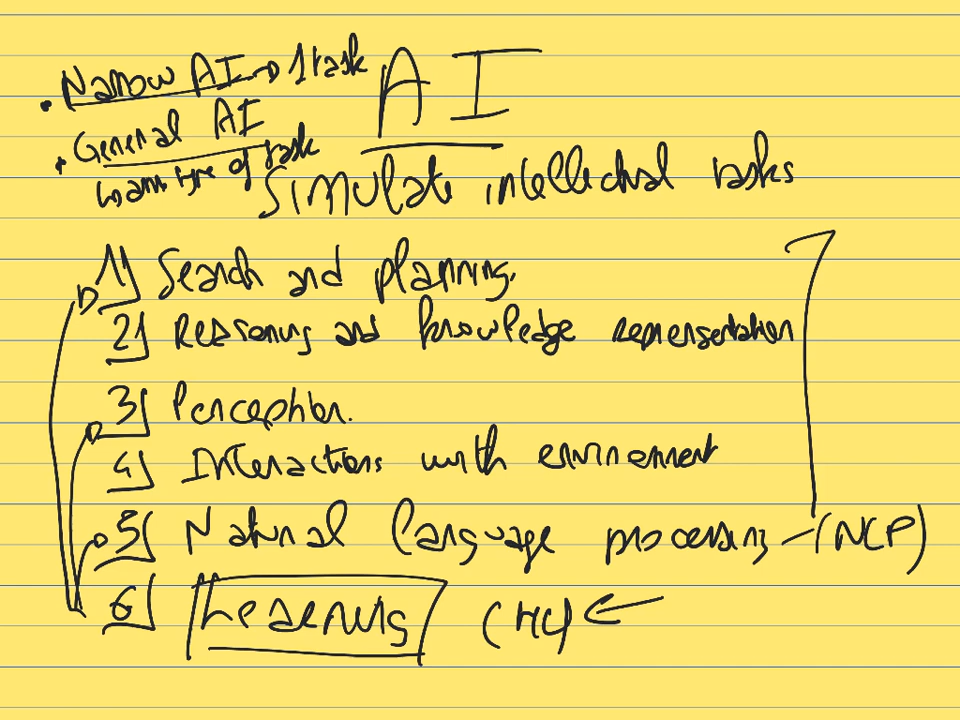 AI
• Narrow AI → 1 task
• General AI
↳ any type of task
Simulate intellectual tasks
1) Search and planning.
2) Reasoning and knowledge representation
3) Perception.
4) Interactions with environment
5) Natural language processing - (NLP)
6) Learning (ML) ←